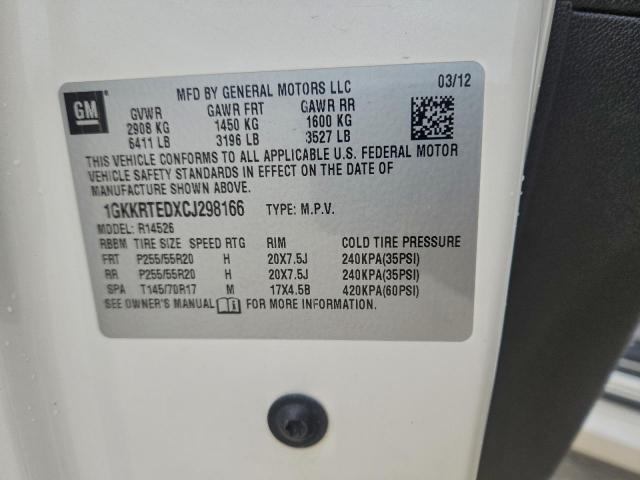 GM
MFD BY GENERAL MOTORS LLC 03/12
GVWR GAWR FRT GAWR RR
2908 KG 1450 KG 1600 KG
6411 LB 3196 LB 3527 LB
THIS VEHICLE CONFORMS TO ALL APPLICABLE U.S. FEDERAL MOTOR
VEHICLE SAFETY STANDARDS IN EFFECT ON THE DATE OF
MANUFACTURE SHOWN ABOVE.
1GKKRTEDXCJ298166 TYPE: M.P.V.
MODEL: R14526
RBBM TIRE SIZE SPEED RTG RIM COLD TIRE PRESSURE
FRT P255/55R20 H 20X7.5J 240KPA(35PSI)
RR P255/55R20 H 20X7.5J 240KPA(35PSI)
SPA T145/70R17 M 17X4.5B 420KPA(60PSI)
SEE OWNER'S MANUAL FOR MORE INFORMATION.